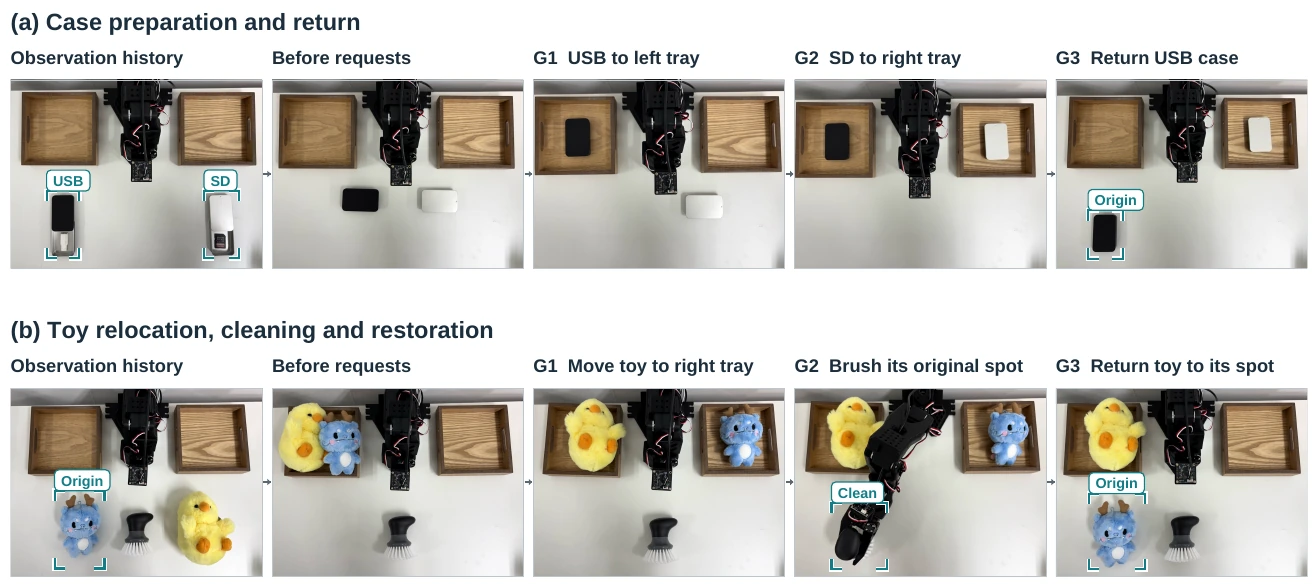 (a) Case preparation and return
Observation history
Before requests
G1 USB to left tray
G2 SD to right tray
G3 Return USB case
USB
SD
Origin
(b) Toy relocation, cleaning and restoration
Observation history
Before requests
G1 Move toy to right tray
G2 Brush its original spot
G3 Return toy to its spot
Origin
Clean
Origin